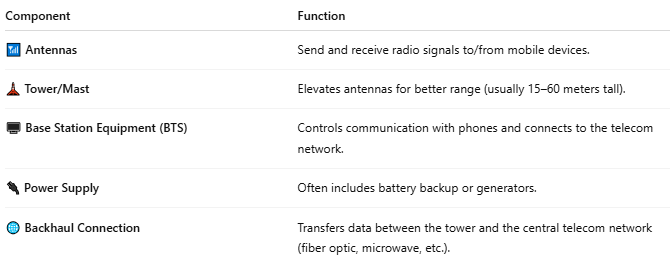 Component Function
Antennas Send and receive radio signals to/from mobile devices.
Tower/Mast Elevates antennas for better range (usually 15–60 meters tall).
Base Station Equipment (BTS) Controls communication with phones and connects to the telecom
network.
Power Supply Often includes battery backup or generators.
Backhaul Connection Transfers data between the tower and the central telecom network
(fiber optic, microwave, etc.).